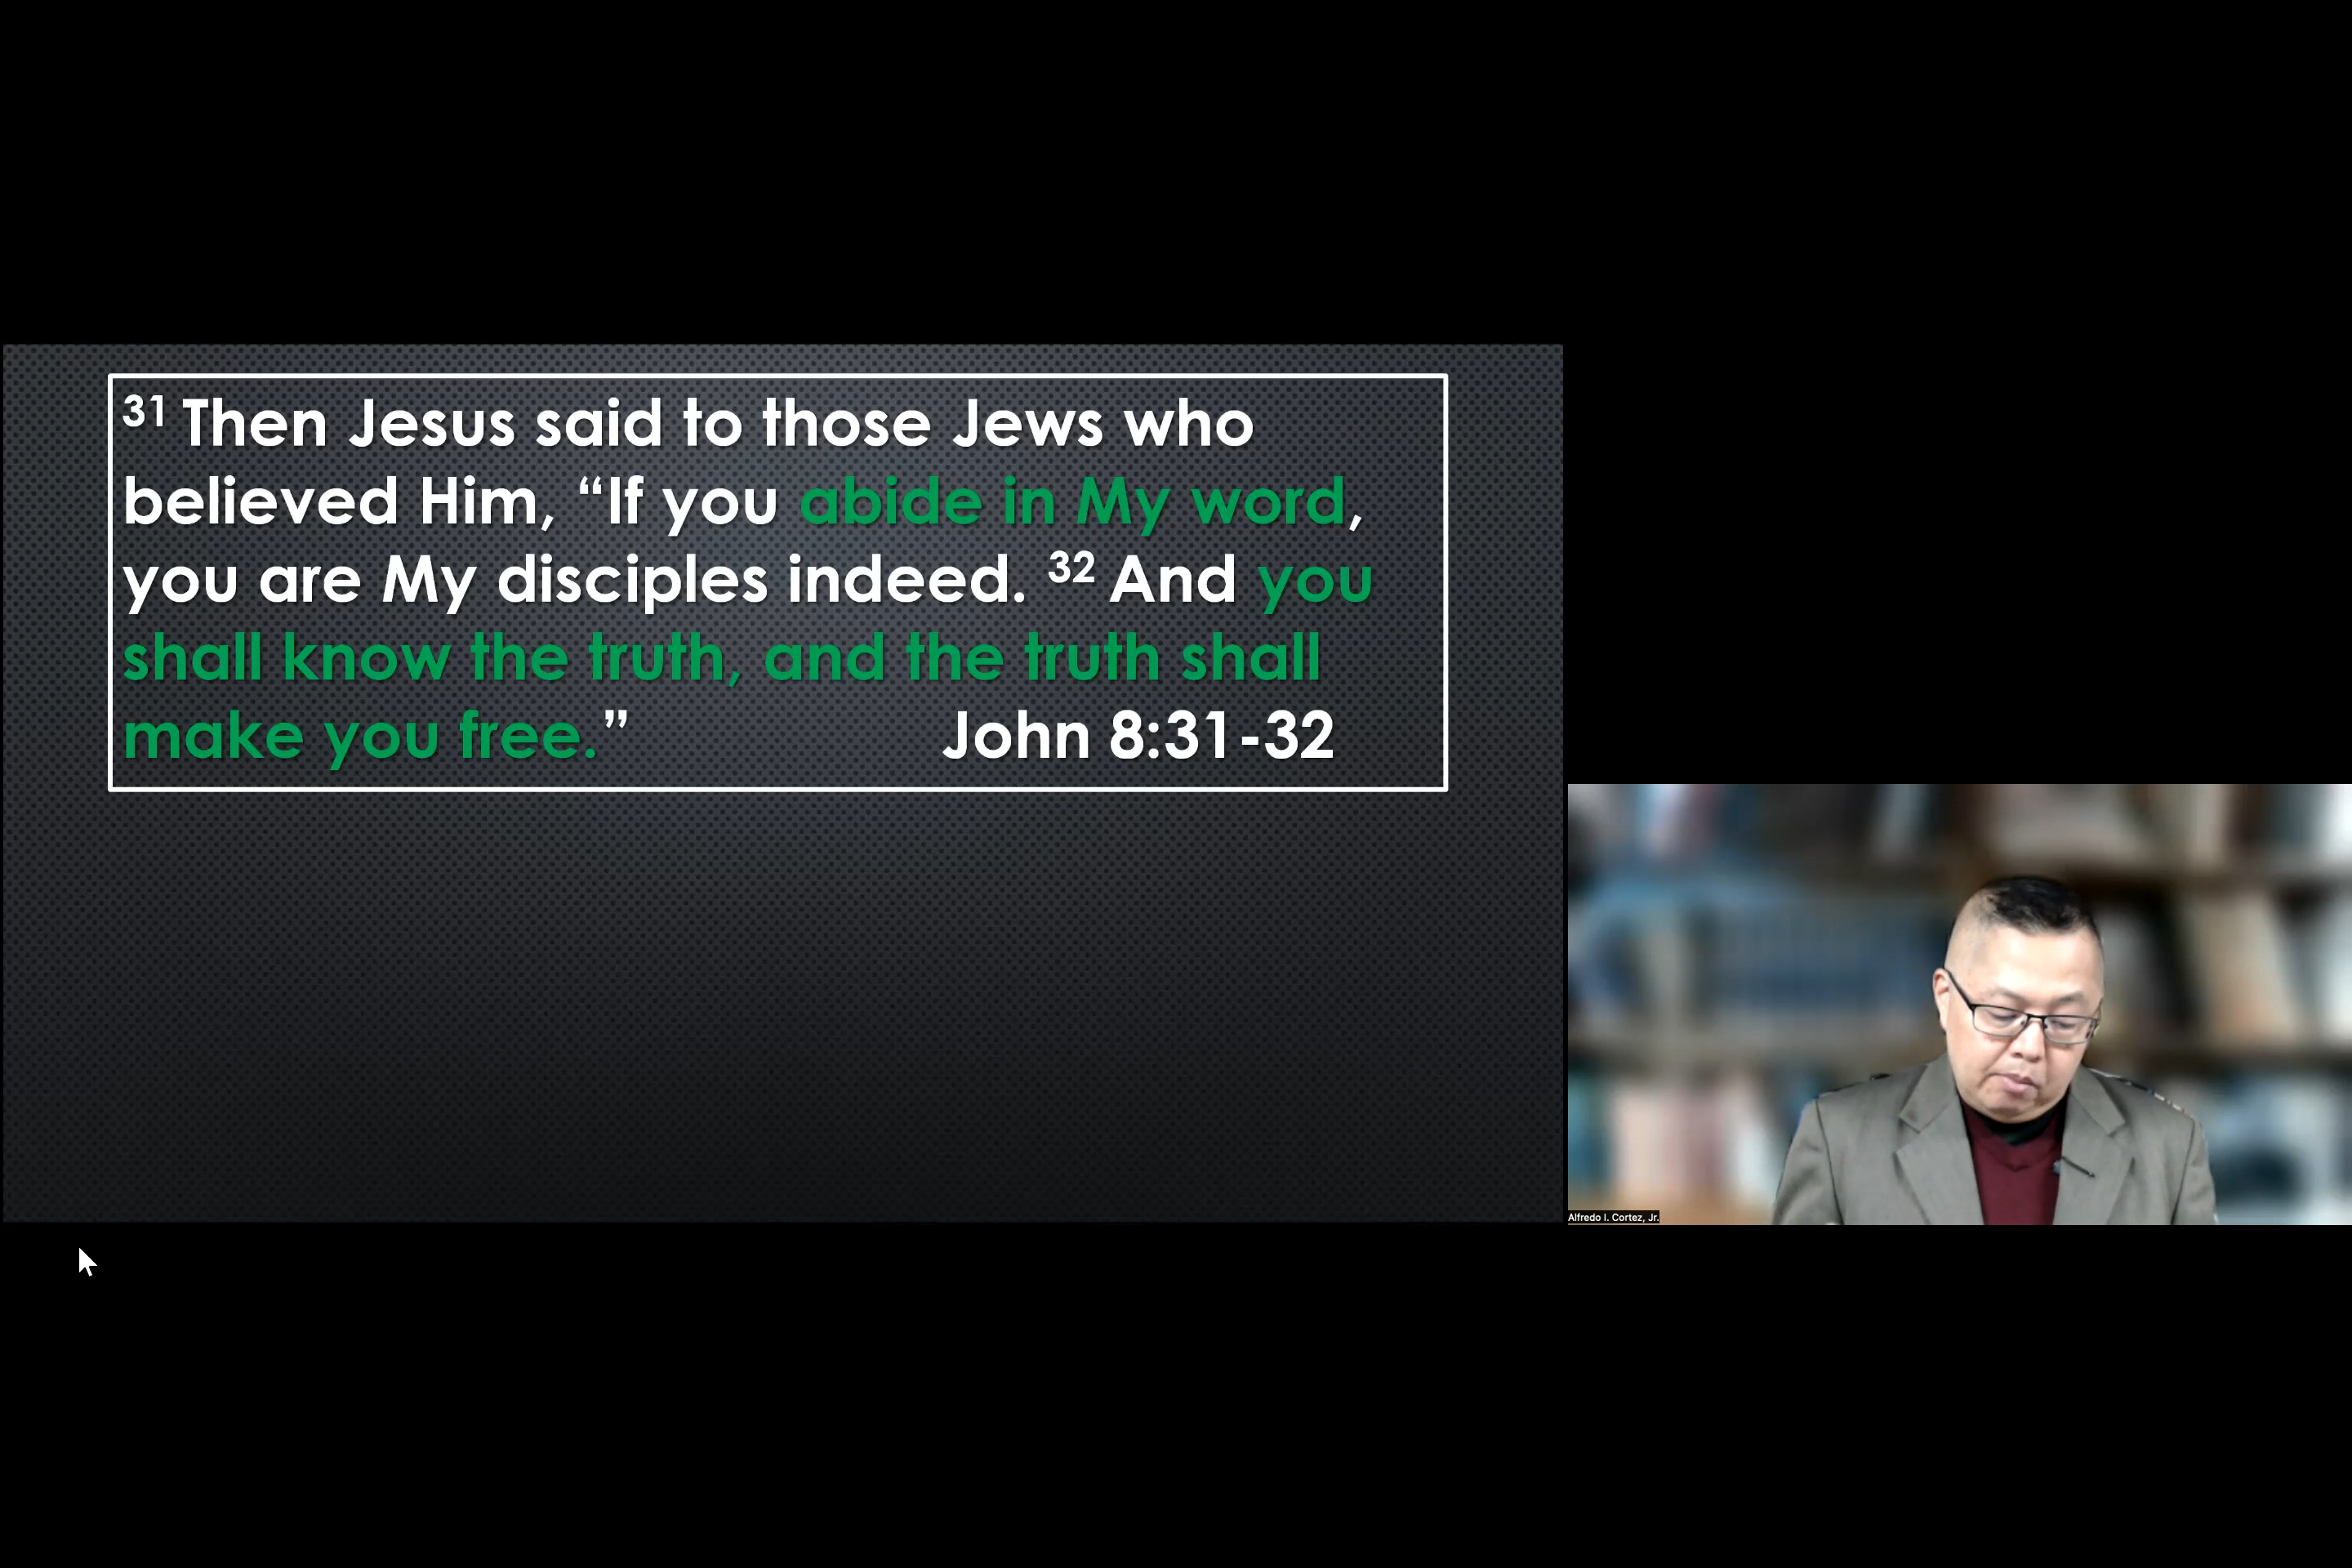 31 Then Jesus said to those Jews who
believed Him, “If you abide in My word,
you are My disciples indeed. 32 And you
shall know the truth, and the truth shall
make you free.” John 8:31-32
Alfredo I. Cortez, Jr.